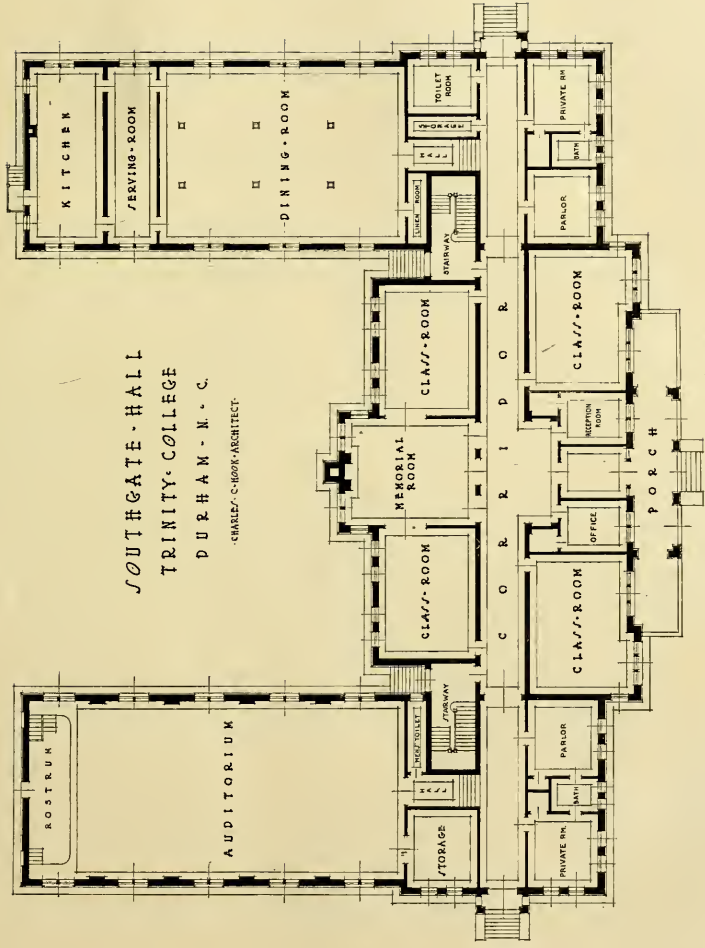 SOUTHGATE · HALL
TRINITY · COLLEGE
DURHAM - N. - C.
· CHARLES · C · HOOK · ARCHITECT ·
KITCHEN
SERVING · ROOM
DINING · ROOM
TOILET
ROOM
STORAGE
HALL
LINEN ROOM
STAIRWAY
PRIVATE RM
BATH
PARLOR
CLASS · ROOM
CLASS · ROOM
MEMORIAL
ROOM
RECEPTION
ROOM
CORRIDOR
PORCH
OFFICE
CLASS · ROOM
CLASS · ROOM
STAIRWAY
MENS TOILET
HALL
STORAGE
ROSTRUM
AUDITORIUM
PARLOR
BATH
PRIVATE RM.